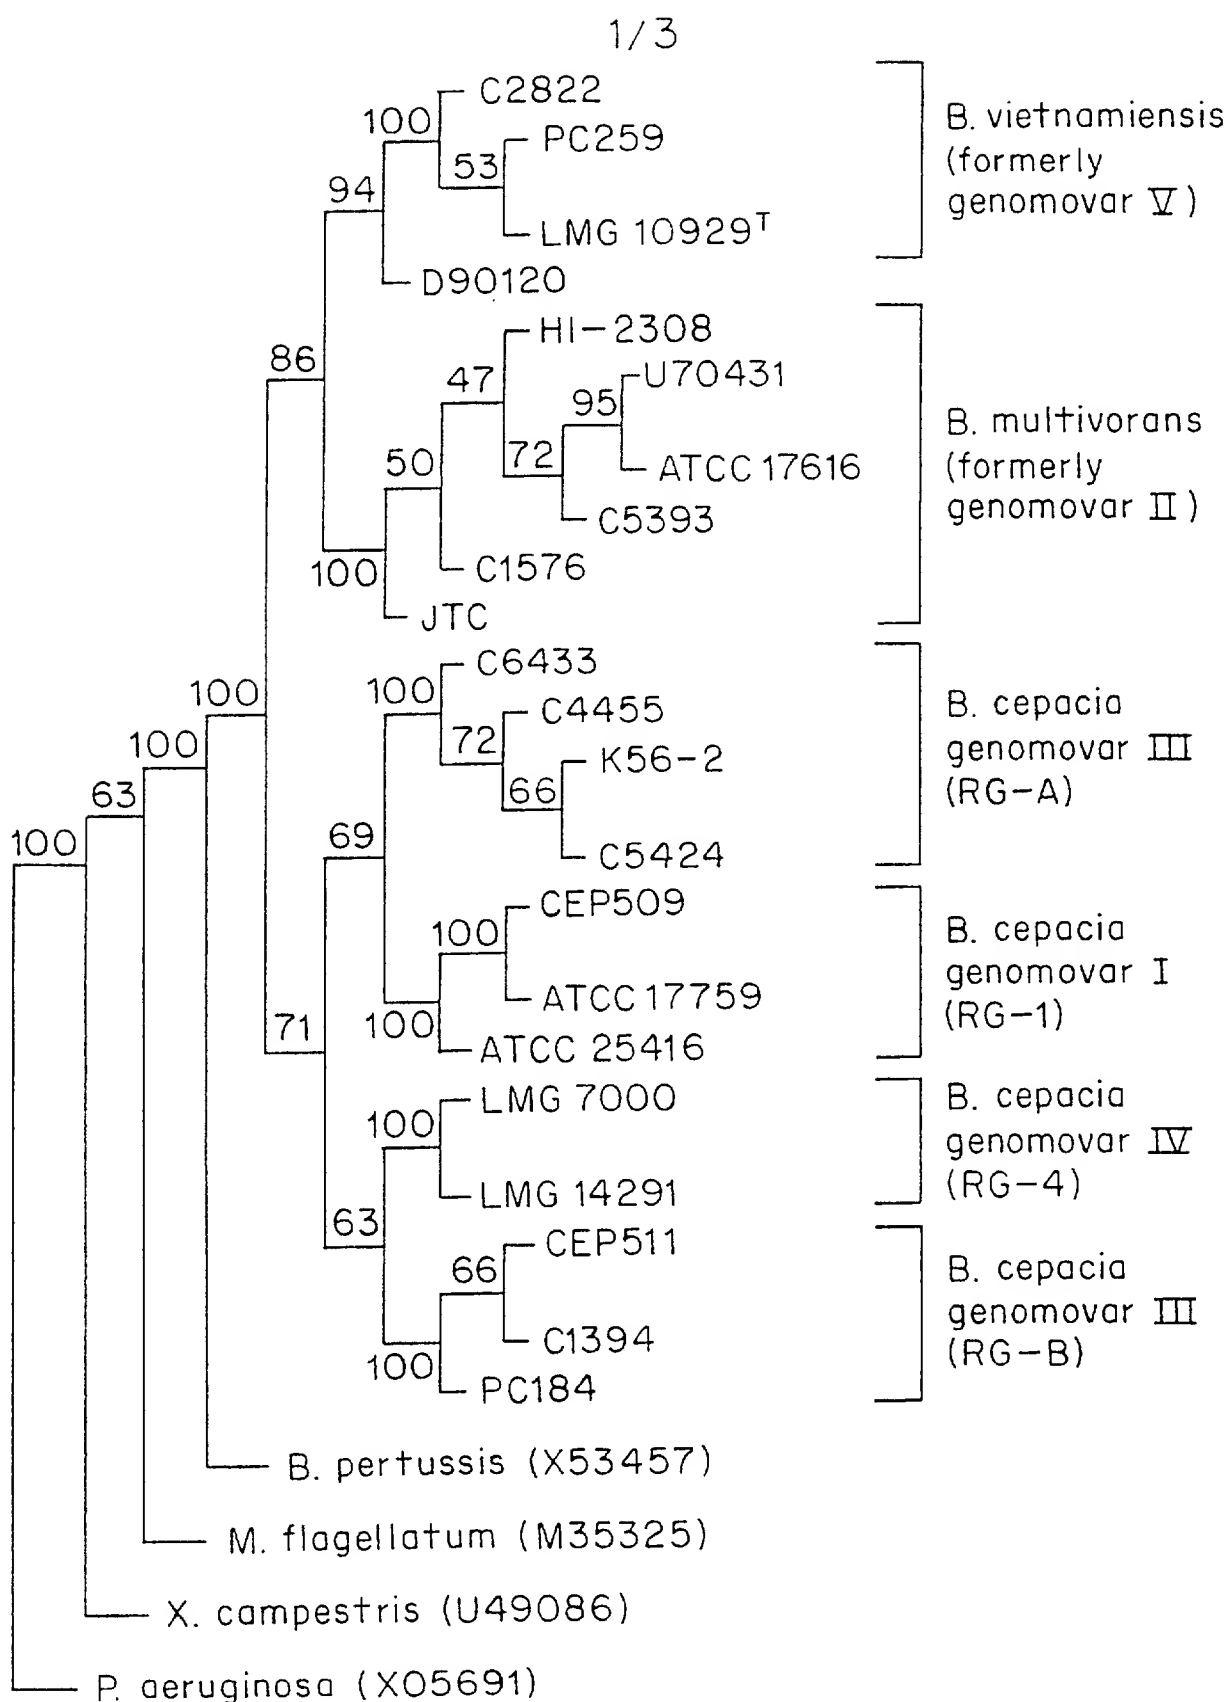 1/3
C2822
100
PC259
53
94
LMG 10929ᵀ
D90120
B. vietnamiensis
(formerly
genomovar V)
HI-2308
86
U70431
47
95
ATCC 17616
72
50
C5393
C1576
100
JTC
B. multivorans
(formerly
genomovar II)
C6433
100
100
C4455
72
K56-2
100
66
63
69
100
C5424
B. cepacia
genomovar III
(RG-A)
CEP509
100
ATCC 17759
100
71
ATCC 25416
B. cepacia
genomovar I
(RG-1)
LMG 7000
100
LMG 14291
B. cepacia
genomovar IV
(RG-4)
63
CEP511
66
C1394
100
PC184
B. cepacia
genomovar III
(RG-B)
B. pertussis (X53457)
M. flagellatum (M35325)
X. campestris (U49086)
P. aeruginosa (X05691)